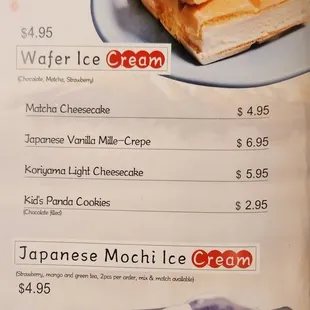 $4.95
Wafer Ice Cream
(Chocolate, Matcha, Strawberry)
Matcha Cheesecake $ 4.95
Japanese Vanilla Mille-Crepe $ 6.95
Koriyama Light Cheesecake $ 5.95
Kid's Panda Cookies $ 2.95
(Chocolate filled)
Japanese Mochi Ice Cream
(Strawberry, mango and green tea, 2pcs per order, mix & match available)
$4.95